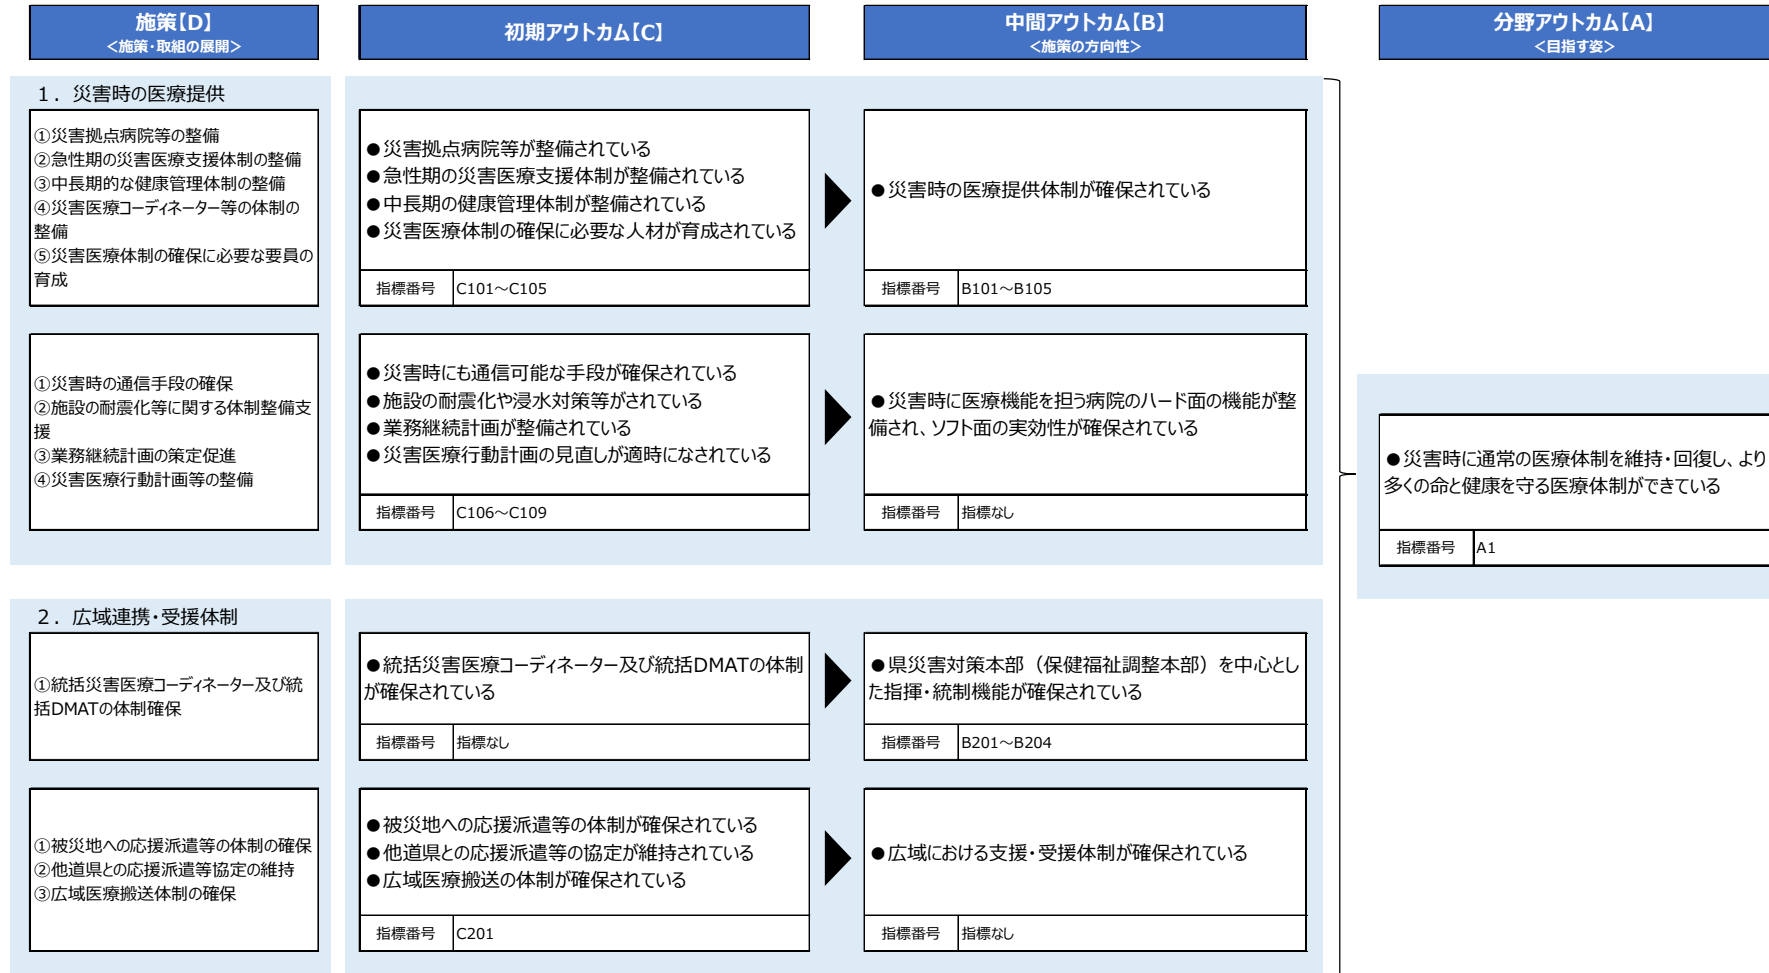 施策【D】
＜施策・取組の展開＞
初期アウトカム【C】
中間アウトカム【B】
＜施策の方向性＞
分野アウトカム【A】
＜目指す姿＞
１．災害時の医療提供
①災害拠点病院等の整備
②急性期の災害医療支援体制の整備
③中長期的な健康管理体制の整備
④災害医療コーディネーター等の体制の
整備
⑤災害医療体制の確保に必要な要員の
育成
●災害拠点病院等が整備されている
●急性期の災害医療支援体制が整備されている
●中長期の健康管理体制が整備されている
●災害医療体制の確保に必要な人材が育成されている
指標番号 C101～C105
●災害時の医療提供体制が確保されている
指標番号 B101～B105
①災害時の通信手段の確保
②施設の耐震化等に関する体制整備支
援
③業務継続計画の策定促進
④災害医療行動計画等の整備
●災害時にも通信可能な手段が確保されている
●施設の耐震化や浸水対策等がされている
●業務継続計画が整備されている
●災害医療行動計画の見直しが適時になされている
指標番号 C106～C109
●災害時に医療機能を担う病院のハード面の機能が整
備され、ソフト面の実効性が確保されている
指標番号 指標なし
●災害時に通常の医療体制を維持・回復し、より
多くの命と健康を守る医療体制ができている
指標番号 A1
２．広域連携・受援体制
①統括災害医療コーディネーター及び統
括DMATの体制確保
●統括災害医療コーディネーター及び統括DMATの体制
が確保されている
指標番号 指標なし
●県災害対策本部（保健福祉調整本部）を中心とし
た指揮・統制機能が確保されている
指標番号 B201～B204
①被災地への応援派遣等の体制の確保
②他道県との応援派遣等協定の維持
③広域医療搬送体制の確保
●被災地への応援派遣等の体制が確保されている
●他道県との応援派遣等の協定が維持されている
●広域医療搬送の体制が確保されている
指標番号 C201
●広域における支援・受援体制が確保されている
指標番号 指標なし